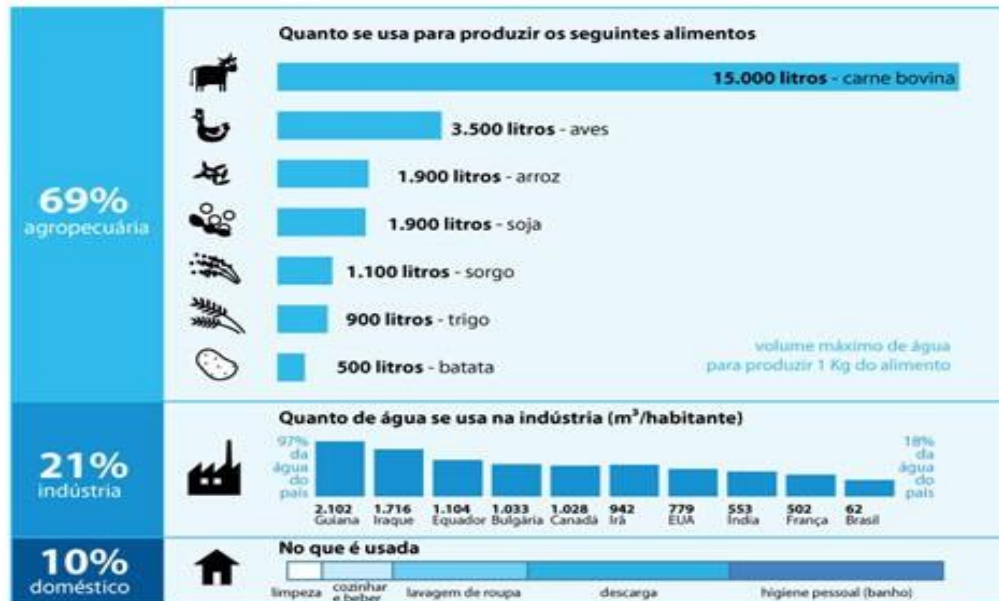 Quanto se usa para produzir os seguintes alimentos
15.000 litros - carne bovina
3.500 litros - aves
1.900 litros - arroz
69%
agropecuária
1.900 litros - soja
1.100 litros - sorgo
900 litros - trigo
500 litros - batata
volume máximo de água
para produzir 1 Kg do alimento
Quanto de água se usa na indústria (m³/habitante)
21%
indústria
97%
da
água
do
país
18%
da
água
do
país
2.102 1.716 1.104 1.033 1.028 942 779 553 502 62
Guiana Iraque Equador Bulgária Canadá Irã EUA Índia França Brasil
10%
doméstico
No que é usada
limpeza cozinhar e beber lavagem de roupa descarga higiene pessoal (banho)